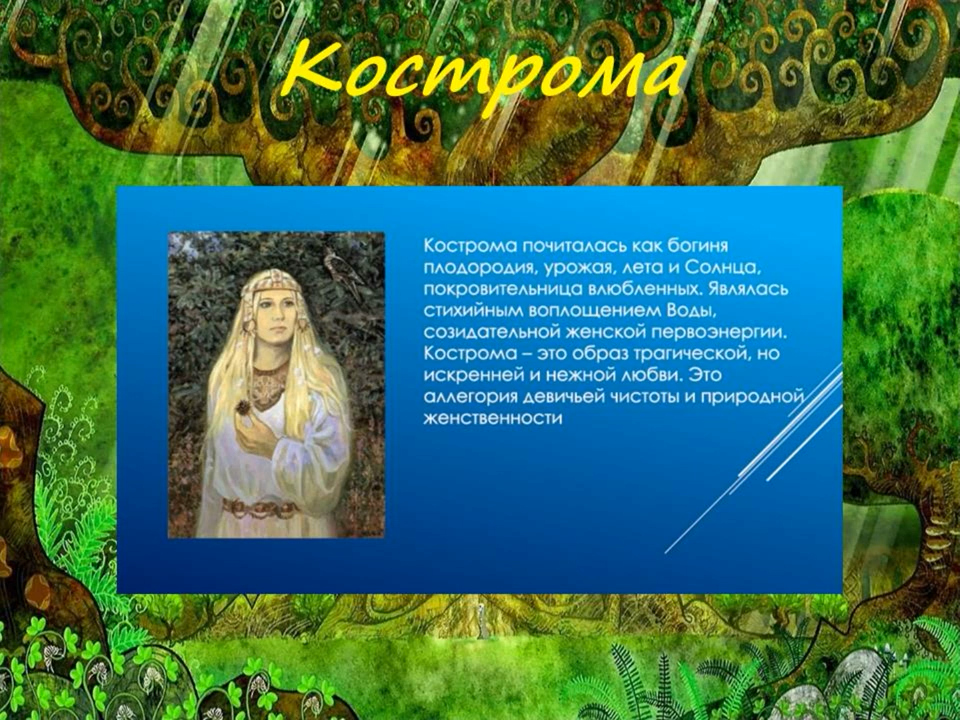 Кострома
Кострома почиталась как богиня
плодородия, урожая, лета и Солнца,
покровительница влюбленных. Являлась
стихийным воплощением Воды,
созидательной женской первоэнергии.
Кострома – это образ трагической, но
искренней и нежной любви. Это
аллегория девичьей чистоты и природной
женственности